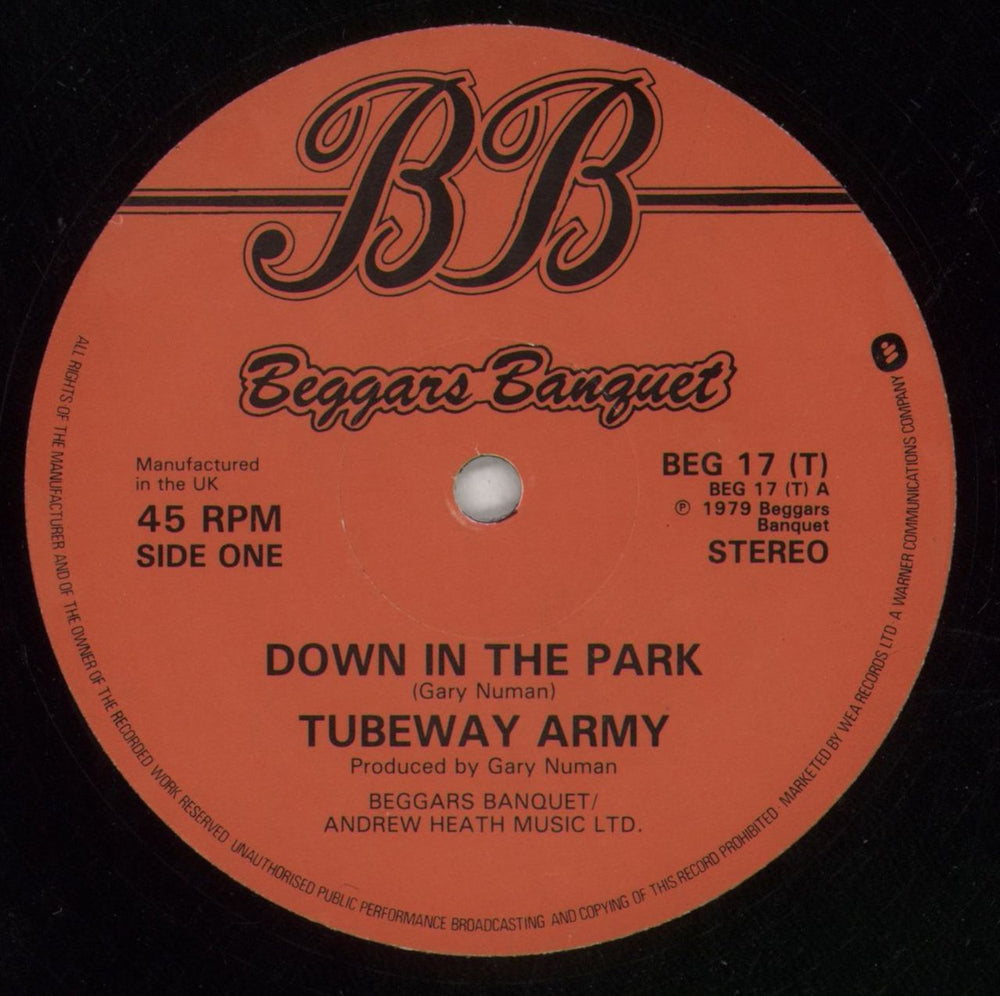 BB
Beggars Banquet
Manufactured
in the UK
45 RPM
SIDE ONE
BEG 17 (T)
BEG 17 (T) A
℗ 1979 Beggars
Banquet
STEREO
DOWN IN THE PARK
(Gary Numan)
TUBEWAY ARMY
Produced by Gary Numan
BEGGARS BANQUET/
ANDREW HEATH MUSIC LTD.
ALL RIGHTS OF THE MANUFACTURER AND OF THE OWNER OF THE RECORDED WORK RESERVED UNAUTHORISED PUBLIC PERFORMANCE BROADCASTING AND COPYING OF THIS RECORD PROHIBITED · MARKETED BY WEA RECORDS LTD · A WARNER COMMUNICATIONS COMPANY